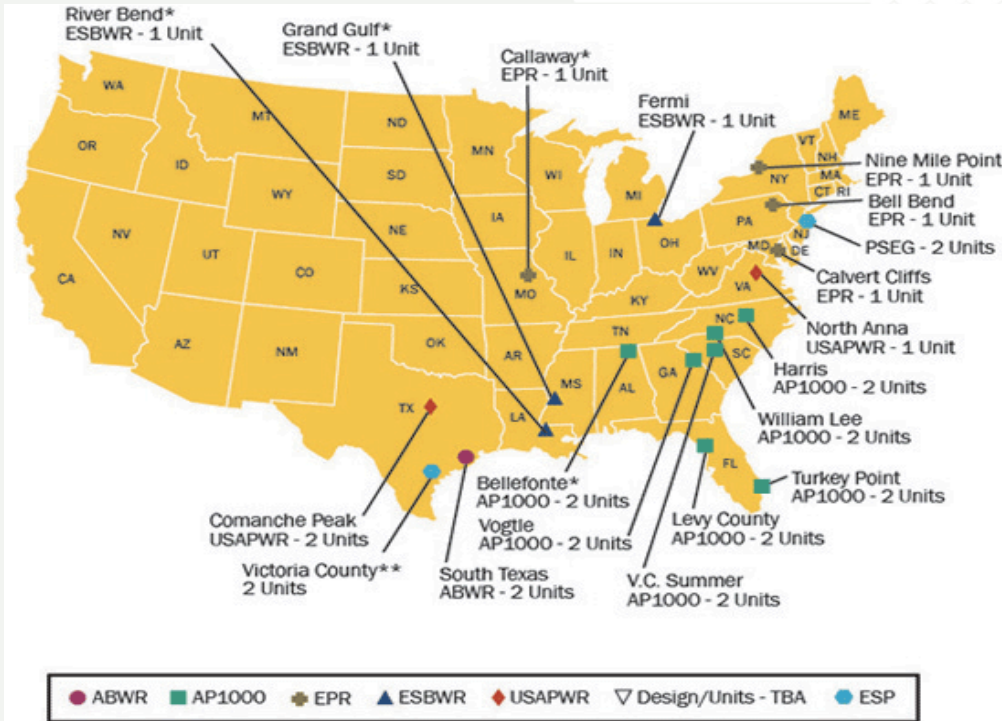 River Bend*
ESBWR - 1 Unit
Grand Gulf*
ESBWR - 1 Unit
Callaway*
EPR - 1 Unit
Fermi
ESBWR - 1 Unit
Nine Mile Point
EPR - 1 Unit
Bell Bend
EPR - 1 Unit
PSEG - 2 Units
Calvert Cliffs
EPR - 1 Unit
North Anna
USAPWR - 1 Unit
Harris
AP1000 - 2 Units
William Lee
AP1000 - 2 Units
Turkey Point
AP1000 - 2 Units
Levy County
AP1000 - 2 Units
V.C. Summer
AP1000 - 2 Units
Bellefonte*
AP1000 - 2 Units
Vogtle
AP1000 - 2 Units
South Texas
ABWR - 2 Units
Comanche Peak
USAPWR - 2 Units
Victoria County**
2 Units
WA
OR
ID
MT
ND
SD
MN
WI
MI
WY
NE
IA
NV
UT
CO
KS
CA
AZ
NM
OK
TX
MO
AR
LA
IL
IN
OH
KY
TN
MS
AL
GA
FL
SC
NC
VA
WV
PA
NY
VT
NH
ME
MA
CT RI
NJ
MD
DE
ABWR AP1000 EPR ESBWR USAPWR Design/Units - TBA ESP